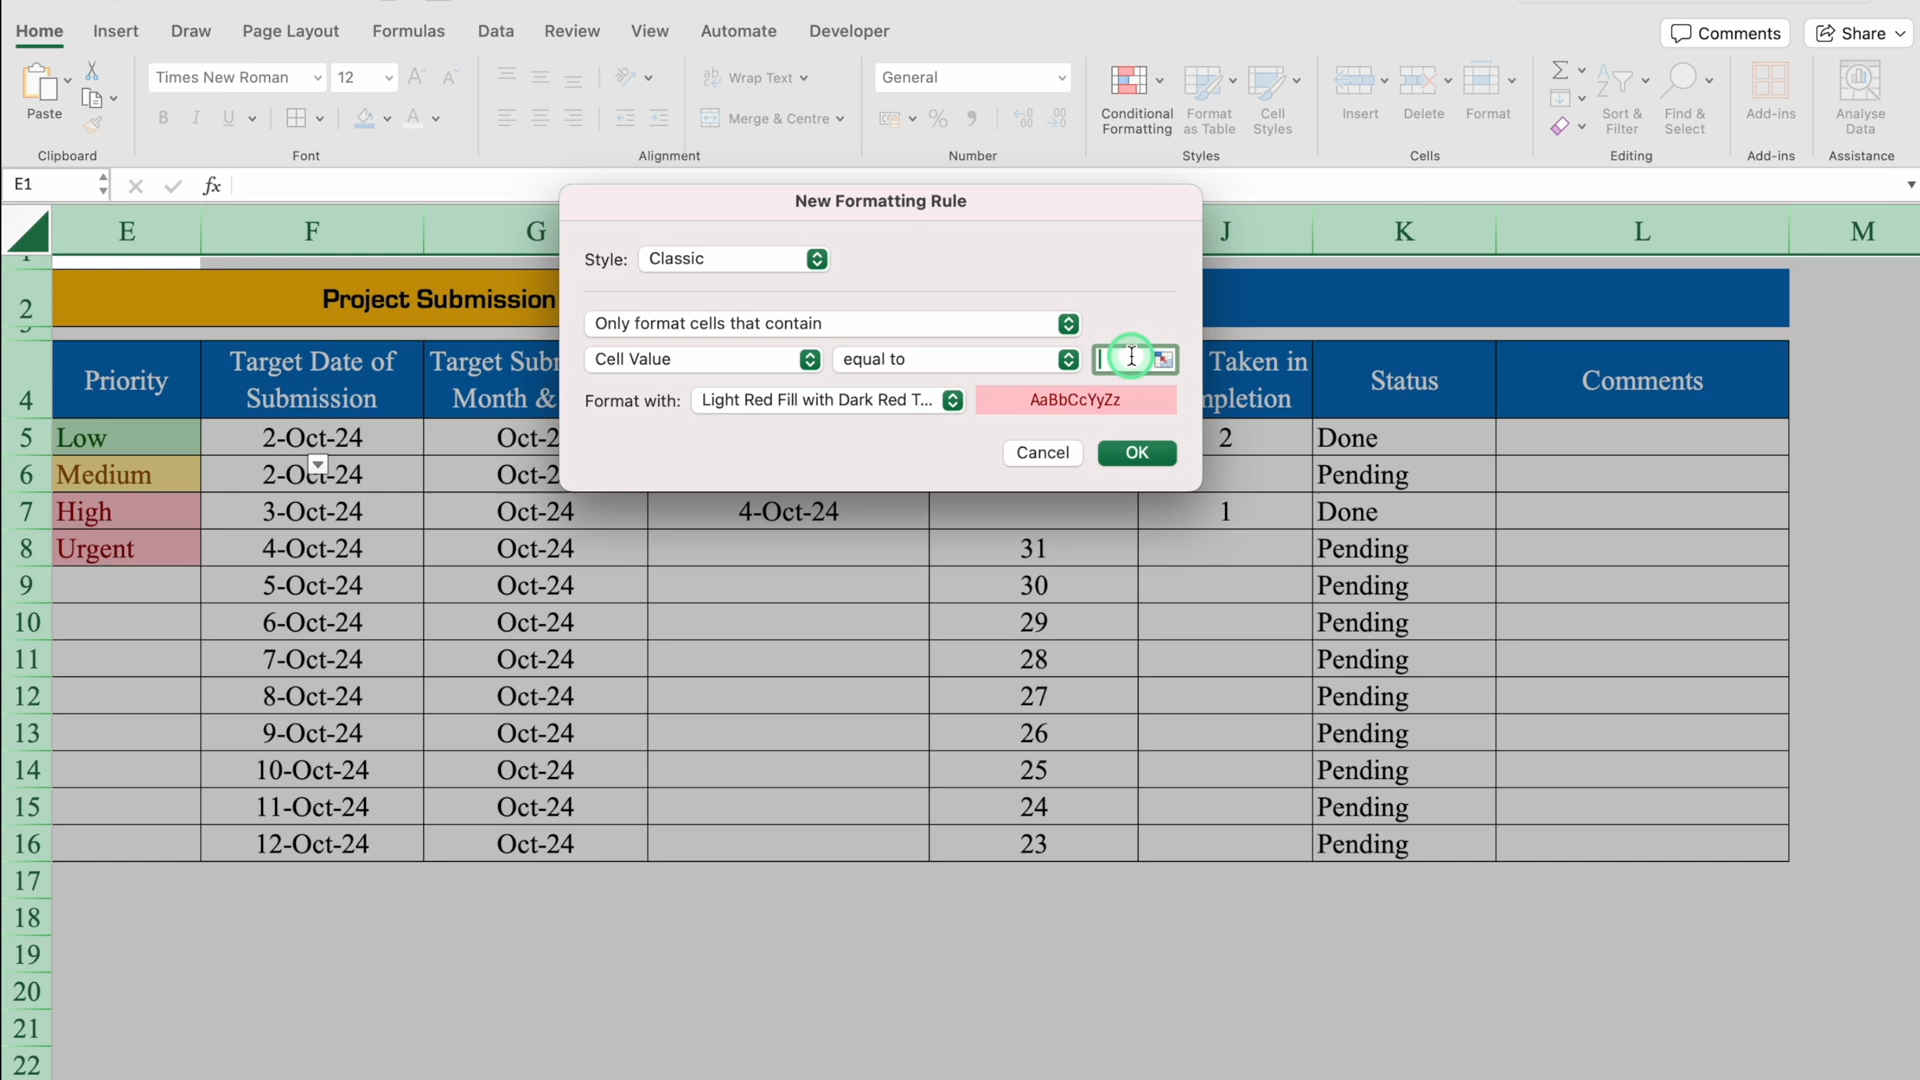 Home Insert Draw Page Layout Formulas Data Review View Automate Developer Comments Share
Times New Roman 12 Wrap Text General
Paste B I U Merge & Centre % Conditional Formatting Format as Table Cell Styles Insert Delete Format Sort & Filter Find & Select Add-ins Analyse Data
Clipboard Font Alignment Number Styles Cells Editing Add-ins Assistance
E1 fx
New Formatting Rule
E F G J K L M
Style: Classic
2 Project Submission
Only format cells that contain
Cell Value equal to
Format with: Light Red Fill with Dark Red T... AaBbCcYyZz
Cancel OK
4 Priority Target Date of Submission Month & Taken in Status Comments
5 Low 2-Oct-24 2 Done
6 Medium 2-Oct-24 Pending
7 High 3-Oct-24 Oct-24 4-Oct-24 1 Done
8 Urgent 4-Oct-24 Oct-24 31 Pending
9 5-Oct-24 Oct-24 30 Pending
10 6-Oct-24 Oct-24 29 Pending
11 7-Oct-24 Oct-24 28 Pending
12 8-Oct-24 Oct-24 27 Pending
13 9-Oct-24 Oct-24 26 Pending
14 10-Oct-24 Oct-24 25 Pending
15 11-Oct-24 Oct-24 24 Pending
16 12-Oct-24 Oct-24 23 Pending
17
18
19
20
21
22